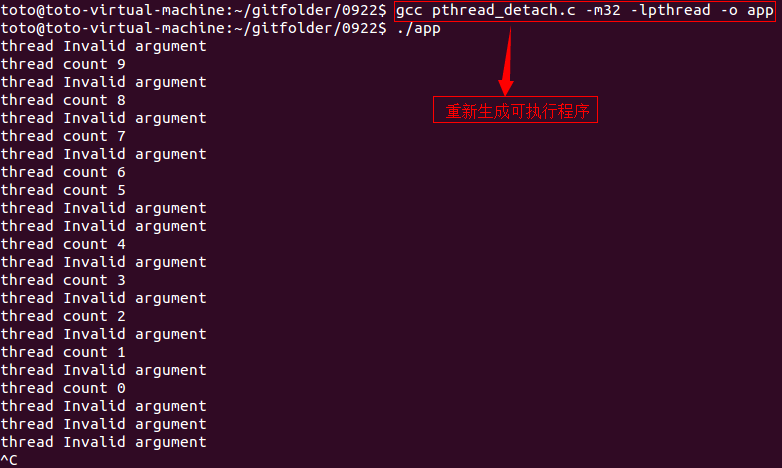 toto@toto-virtual-machine:~/gitfolder/0922$ gcc pthread_detach.c -m32 -lpthread -o app
toto@toto-virtual-machine:~/gitfolder/0922$ ./app
thread Invalid argument
thread count 9
thread Invalid argument
thread count 8
thread Invalid argument
重新生成可执行程序
thread count 7
thread Invalid argument
thread count 6
thread count 5
thread Invalid argument
thread Invalid argument
thread count 4
thread Invalid argument
thread count 3
thread Invalid argument
thread count 2
thread Invalid argument
thread count 1
thread Invalid argument
thread count 0
thread Invalid argument
thread Invalid argument
thread Invalid argument
^C